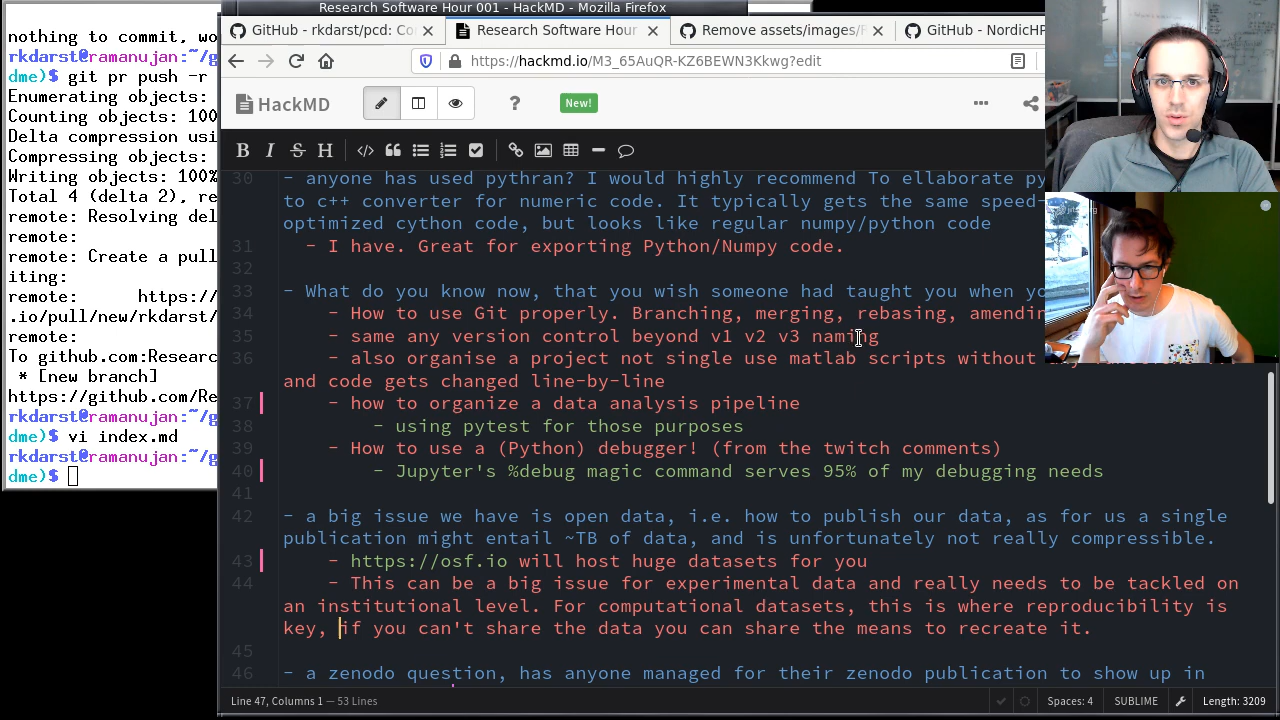 Research Software Hour 001 - HackMD - Mozilla Firefox
GitHub - rkdarst/pcd: Co
Research Software Hour
Remove assets/images/
GitHub - NordicHP
https://hackmd.io/M3_65AuQR-KZ6BEWN3Kkwg?edit
HackMD
?
New!
nothing to commit, wo
rkdarst@ramanujan:~/g
dme)$ git pr push -r
Enumerating objects:
Counting objects: 100
Delta compression usi
Compressing objects:
Writing objects: 100%
Total 4 (delta 2), re
remote: Resolving del
remote:
remote: Create a pull
iting:
remote: https://
.io/pull/new/rkdarst/
remote:
To github.com:Researc
* [new branch]
https://github.com/Re
rkdarst@ramanujan:~/g
dme)$ vi index.md
rkdarst@ramanujan:~/g
dme)$
B I S H
30 - anyone has used pythran? I would highly recommend To ellaborate py
to c++ converter for numeric code. It typically gets the same speed-
optimized cython code, but looks like regular numpy/python code
31 - I have. Great for exporting Python/Numpy code.
32
33 - What do you know now, that you wish someone had taught you when yo
34 - How to use Git properly. Branching, merging, rebasing, amendin
35 - same any version control beyond v1 v2 v3 naming
36 - also organise a project not single use matlab scripts without
and code gets changed line-by-line
37 - how to organize a data analysis pipeline
38 - using pytest for those purposes
39 - How to use a (Python) debugger! (from the twitch comments)
40 - Jupyter's %debug magic command serves 95% of my debugging needs
41
42 - a big issue we have is open data, i.e. how to publish our data, as for us a single
publication might entail ~TB of data, and is unfortunately not really compressible.
43 - https://osf.io will host huge datasets for you
44 - This can be a big issue for experimental data and really needs to be tackled on
an institutional level. For computational datasets, this is where reproducibility is
key, if you can't share the data you can share the means to recreate it.
45
46 - a zenodo question, has anyone managed for their zenodo publication to show up in
Line 47, Columns 1 — 53 Lines
Spaces: 4
SUBLIME
Length: 3209